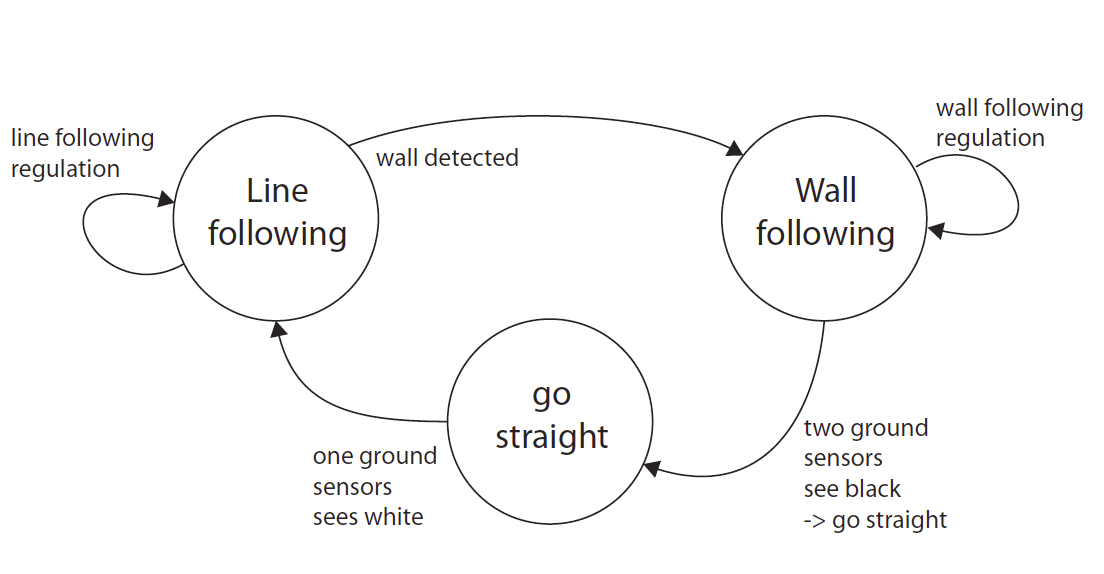 line following
regulation
Line
following
wall detected
Wall
following
wall following
regulation
go
straight
one ground
sensors
sees white
two ground
sensors
see black
-> go straight